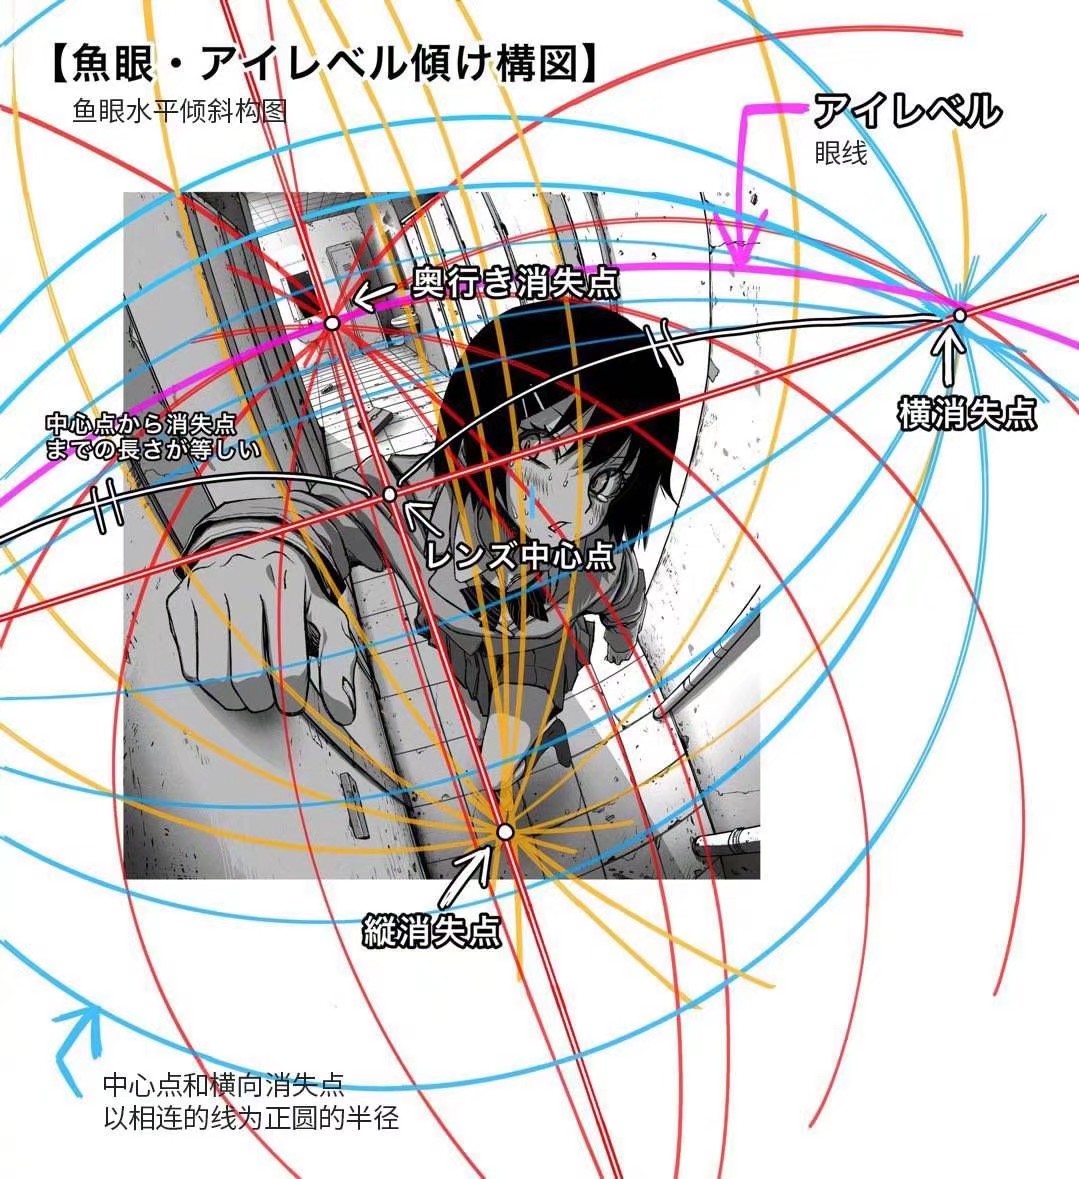 【魚眼・アイレベル傾け構図】
鱼眼水平倾斜构图
アイレベル
眼线
奥行き消失点
横消失点
中心点から消失点
までの長さが等しい
レンズ中心点
縦消失点
中心点和横向消失点
以相连的线为正圆的半径